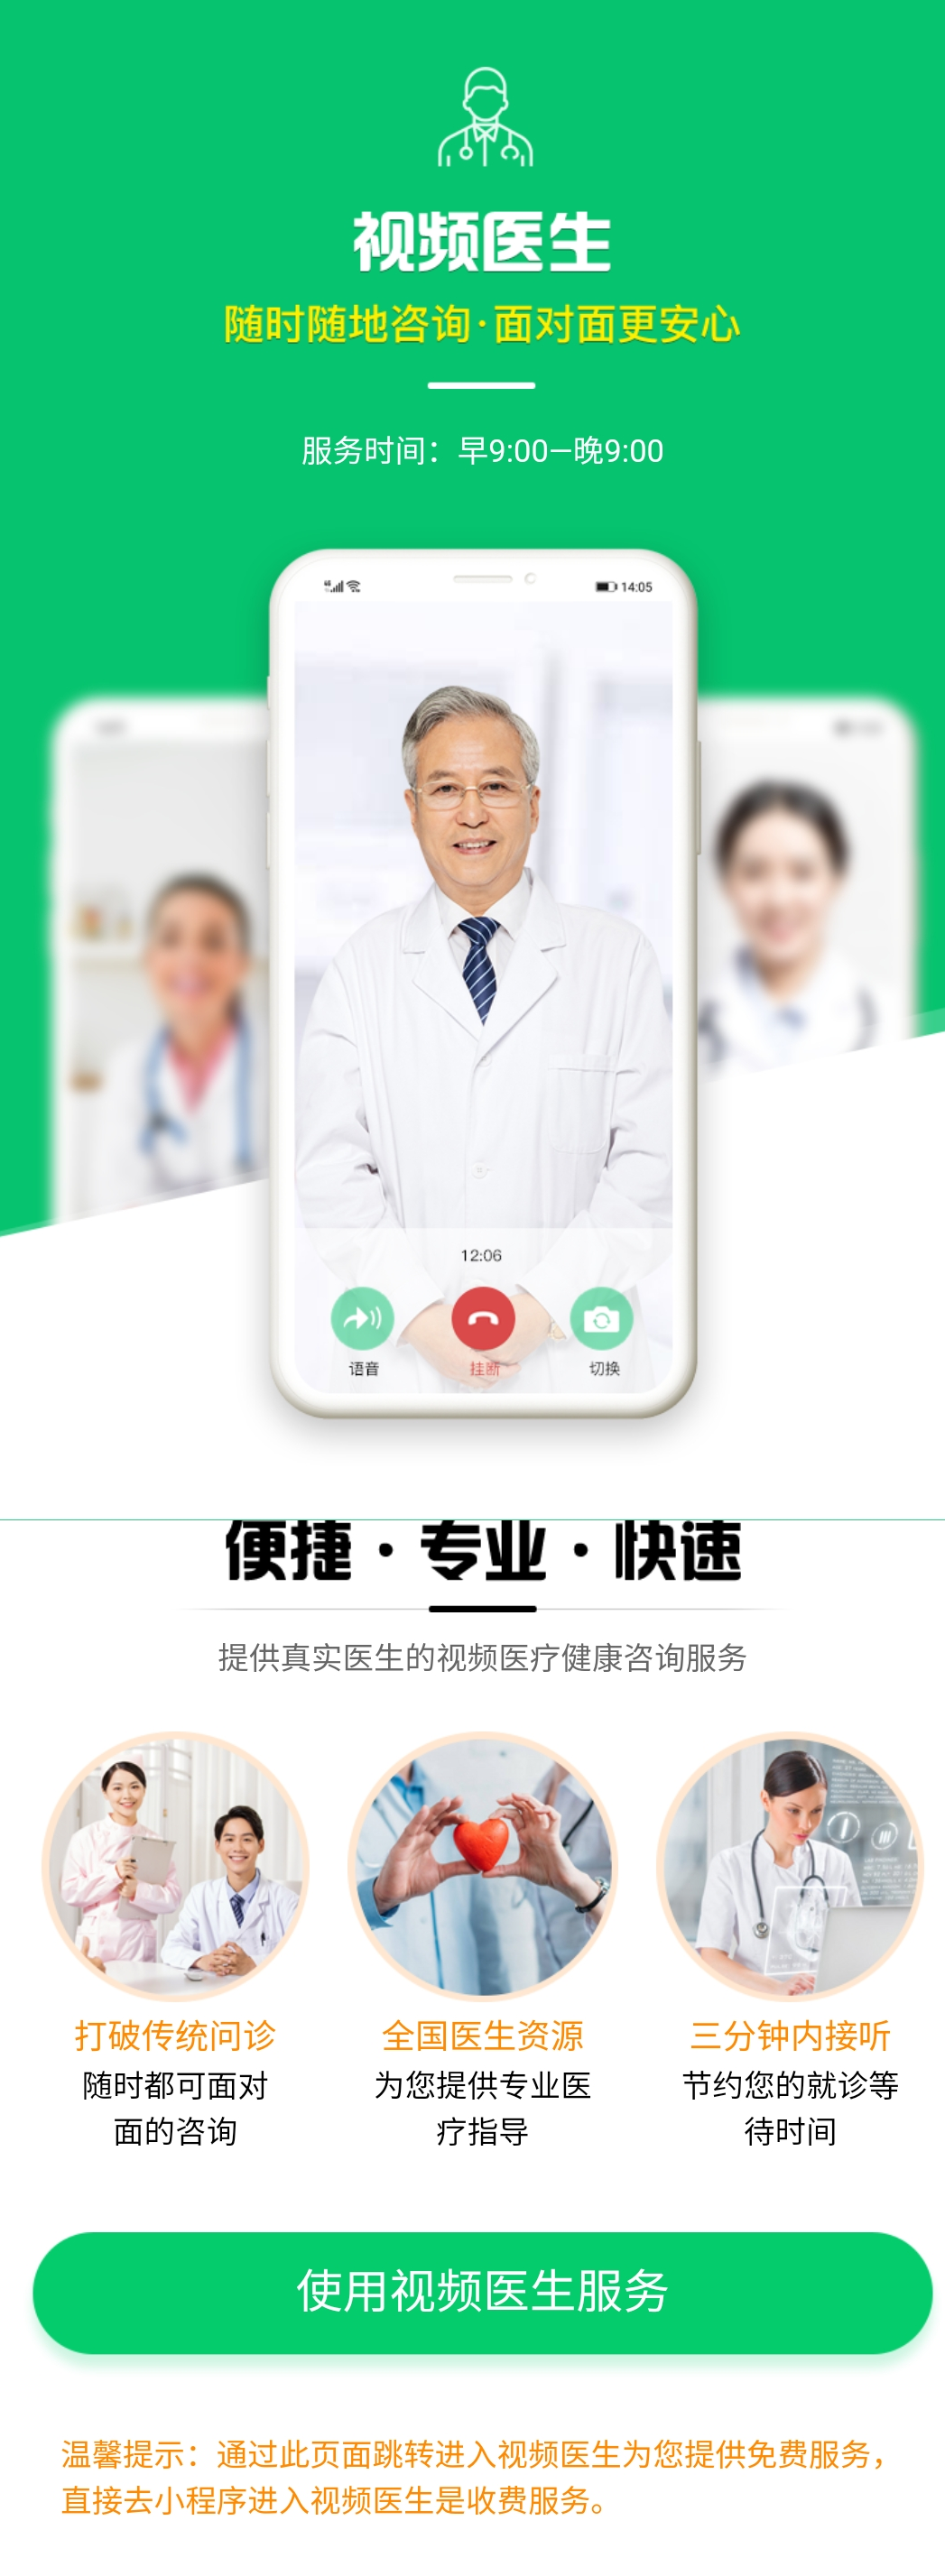 视频医生
随时随地咨询·面对面更安心
服务时间：早9:00—晚9:00
14:05
12:06
语音
挂断
切换
便捷·专业·快速
提供真实医生的视频医疗健康咨询服务
打破传统问诊
随时都可面对
面的咨询
全国医生资源
为您提供专业医
疗指导
三分钟内接听
节约您的就诊等
待时间
使用视频医生服务
温馨提示：通过此页面跳转进入视频医生为您提供免费服务，
直接去小程序进入视频医生是收费服务。